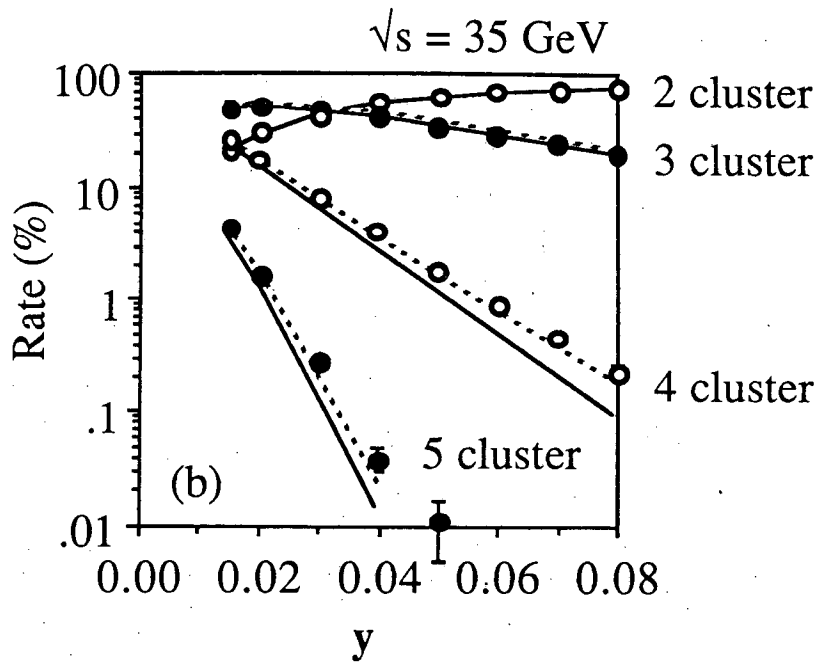 √s = 35 GeV
100
10
1
.1
.01
Rate (%)
2 cluster
3 cluster
4 cluster
5 cluster
(b)
0.00 0.02 0.04 0.06 0.08
y